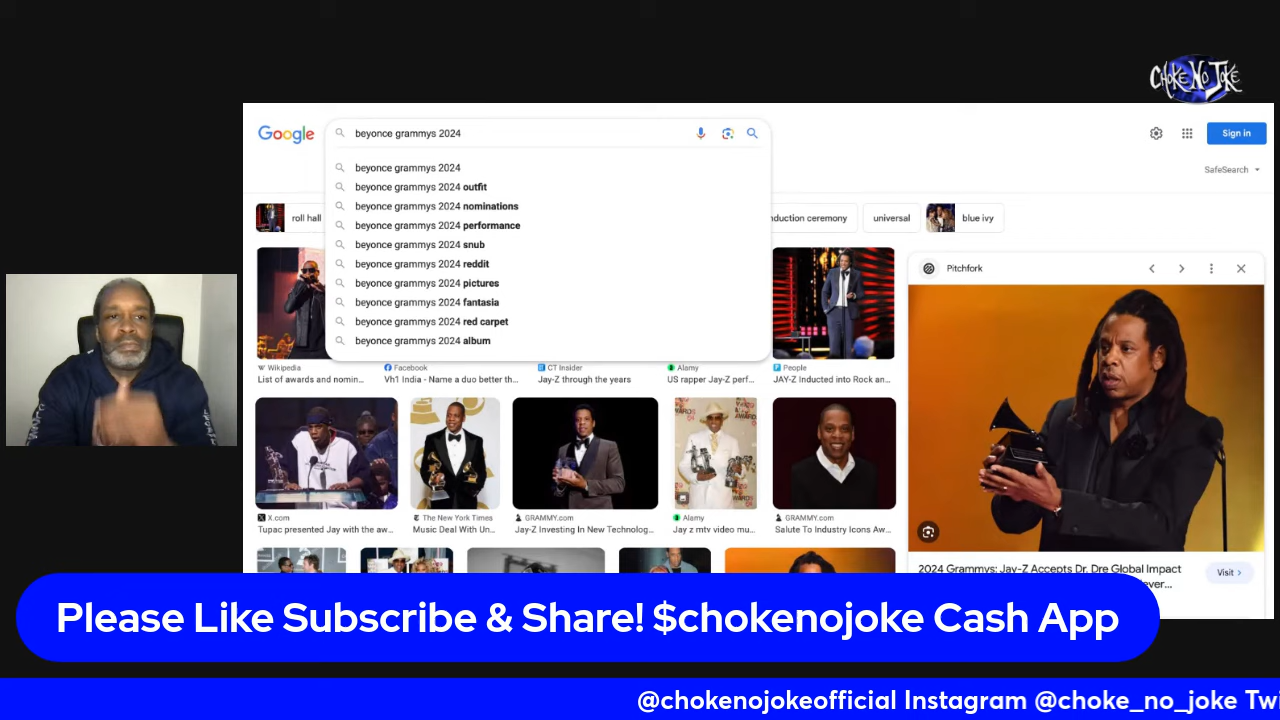 CHOKE NO JOKE
Google
beyonce grammys 2024
Sign in
SafeSearch
beyonce grammys 2024
beyonce grammys 2024 outfit
beyonce grammys 2024 nominations
beyonce grammys 2024 performance
beyonce grammys 2024 snub
beyonce grammys 2024 reddit
beyonce grammys 2024 pictures
beyonce grammys 2024 fantasia
beyonce grammys 2024 red carpet
beyonce grammys 2024 album
roll hall
induction ceremony
universal
blue ivy
Pitchfork
Wikipedia
List of awards and nomin...
Facebook
Vh1 India - Name a duo better th...
CT Insider
Jay-Z through the years
Alamy
US rapper Jay-Z perf...
People
JAY-Z Inducted into Rock an...
X.com
Tupac presented Jay with the aw...
The New York Times
Music Deal With Un...
GRAMMY.com
Jay-Z Investing In New Technolog...
Alamy
Jay z mtv video mu...
GRAMMY.com
Salute To Industry Icons Aw...
2024 Grammys: Jay-Z Accepts Dr. Dre Global Impact
ever...
Visit
Please Like Subscribe & Share! $chokenojoke Cash App
@chokenojokeofficial Instagram @choke_no_joke Twi